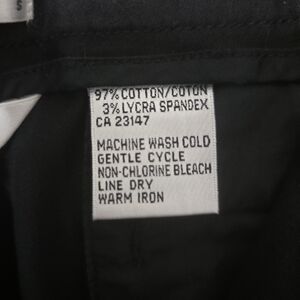 S
97% COTTON/COTON
3% LYCRA SPANDEX
CA 23147
MACHINE WASH COLD
GENTLE CYCLE
NON-CHLORINE BLEACH
LINE DRY
WARM IRON